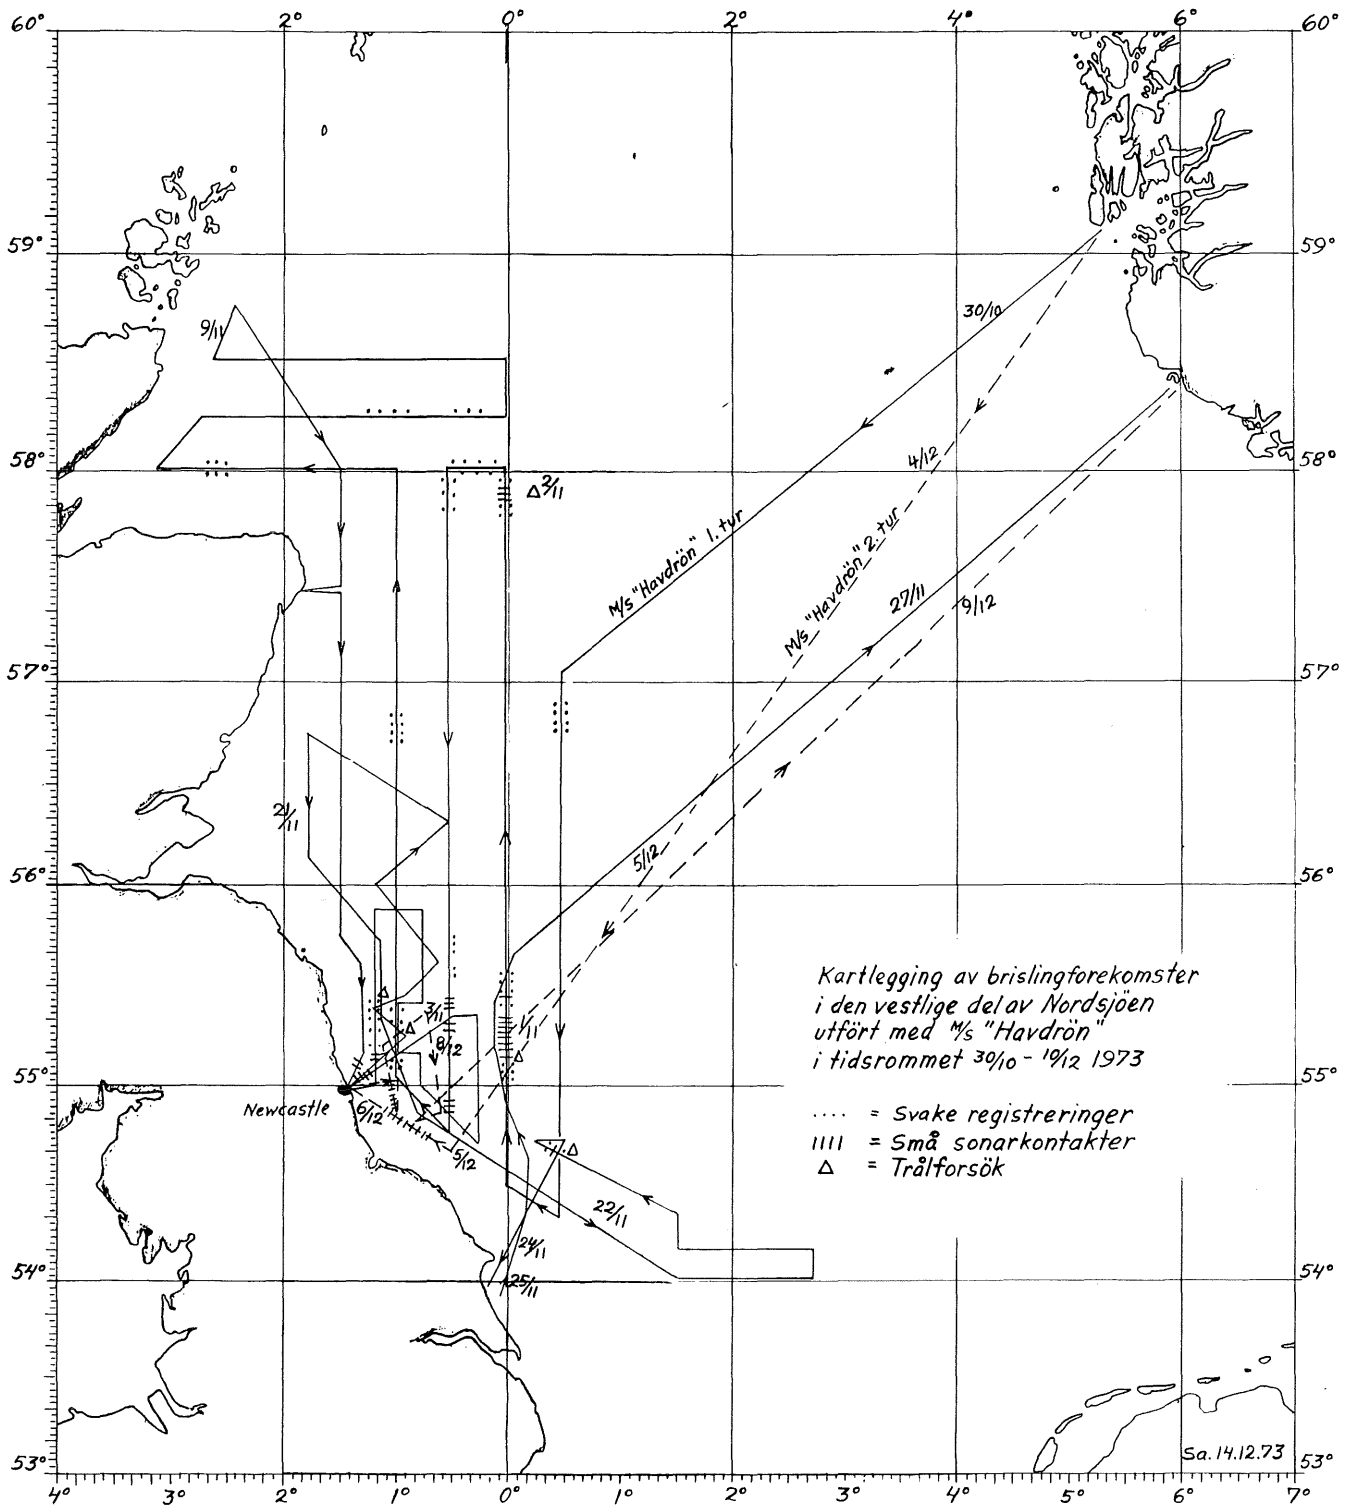 60° 2° 0° 2° 4° 6° 60°
59° 59°
9/11
30/10
58° 58°
4/12
△ 2/11
M/s "Havdrön" 1. tur
M/s "Havdrön" 2. tur
27/11
9/12
57° 57°
21/11
5/12
56° 56°
Kartlegging av brislingforekomster
i den vestlige del av Nordsjöen
utfört med M/s "Havdrön"
i tidsrommet 30/10 - 10/12 1973
3/11
1/11
8/12
55° 55°
Newcastle
6/12
.... = Svake registreringer
IIII = Små sonarkontakter
△ = Trålforsök
5/12
22/11
24/11
54° 54°
25/11
Sa. 14.12.73
53° 53°
4° 3° 2° 1° 0° 1° 2° 3° 4° 5° 6° 7°